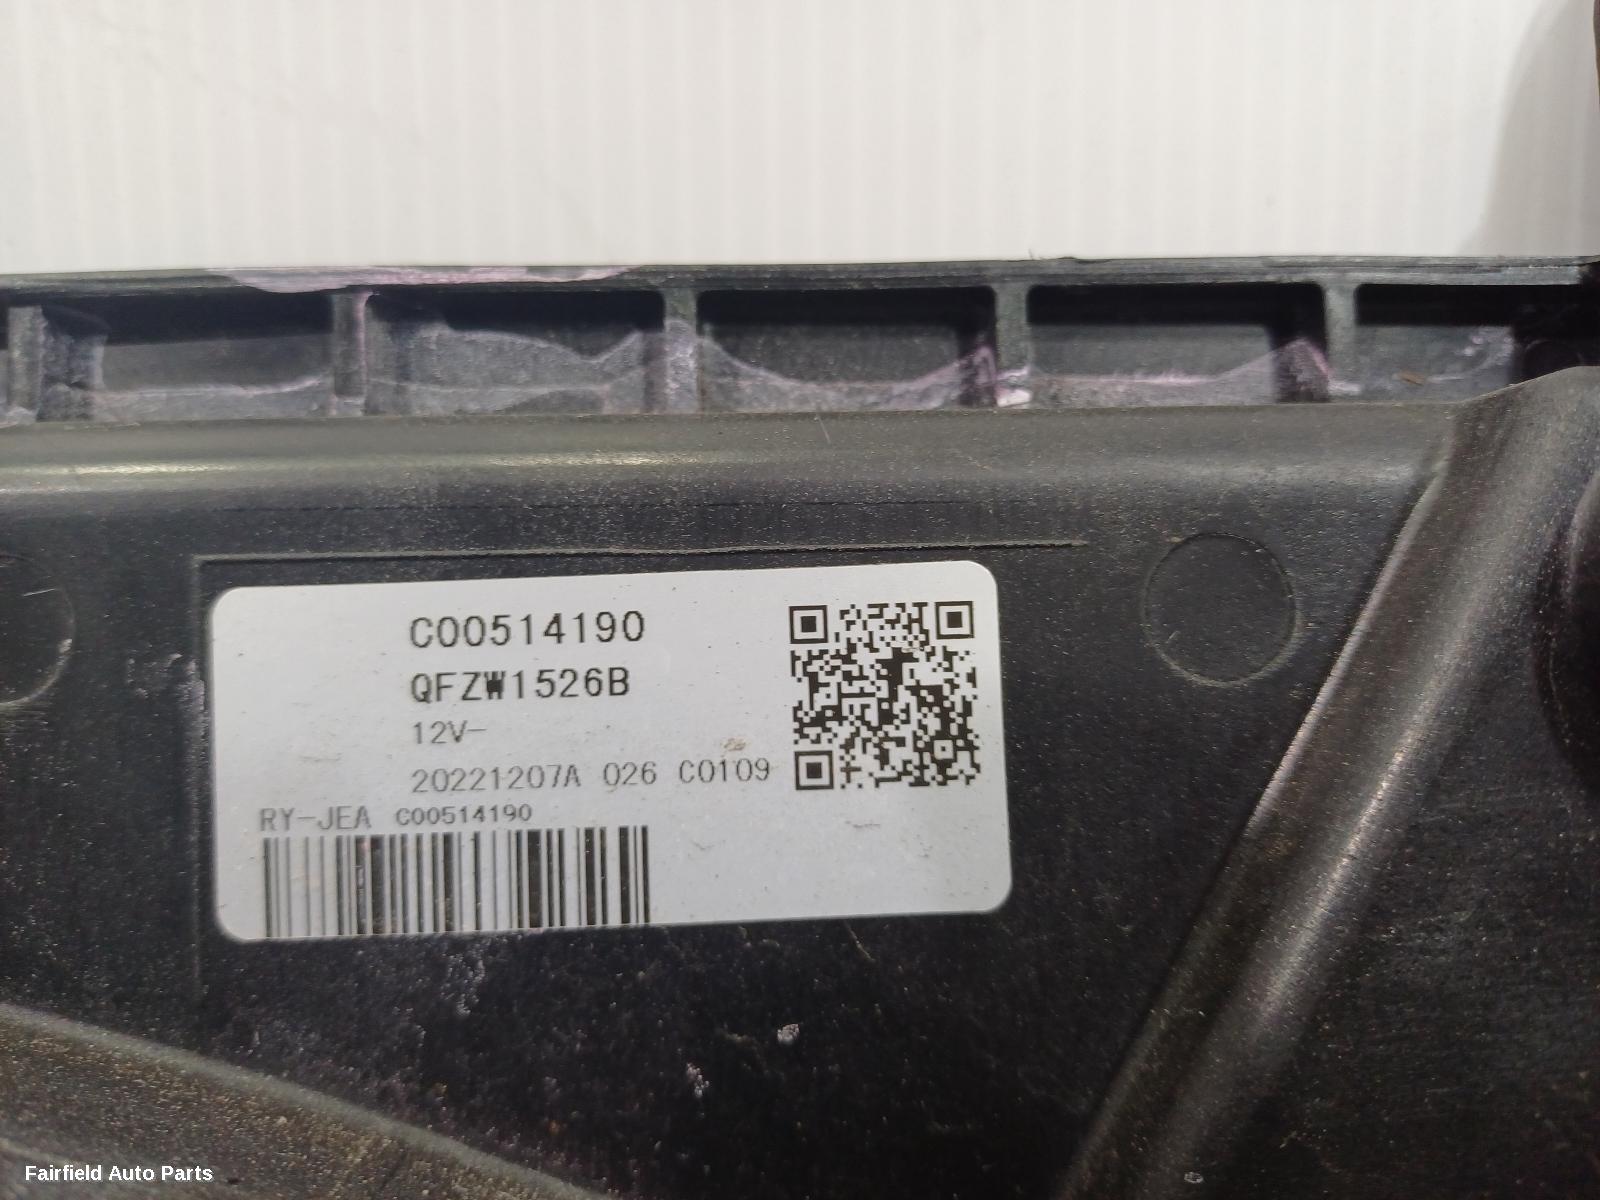 C00514190
QFZW1526B
12V-
20221207A 026 C0109
RY-JEA C00514190
Fairfield Auto Parts